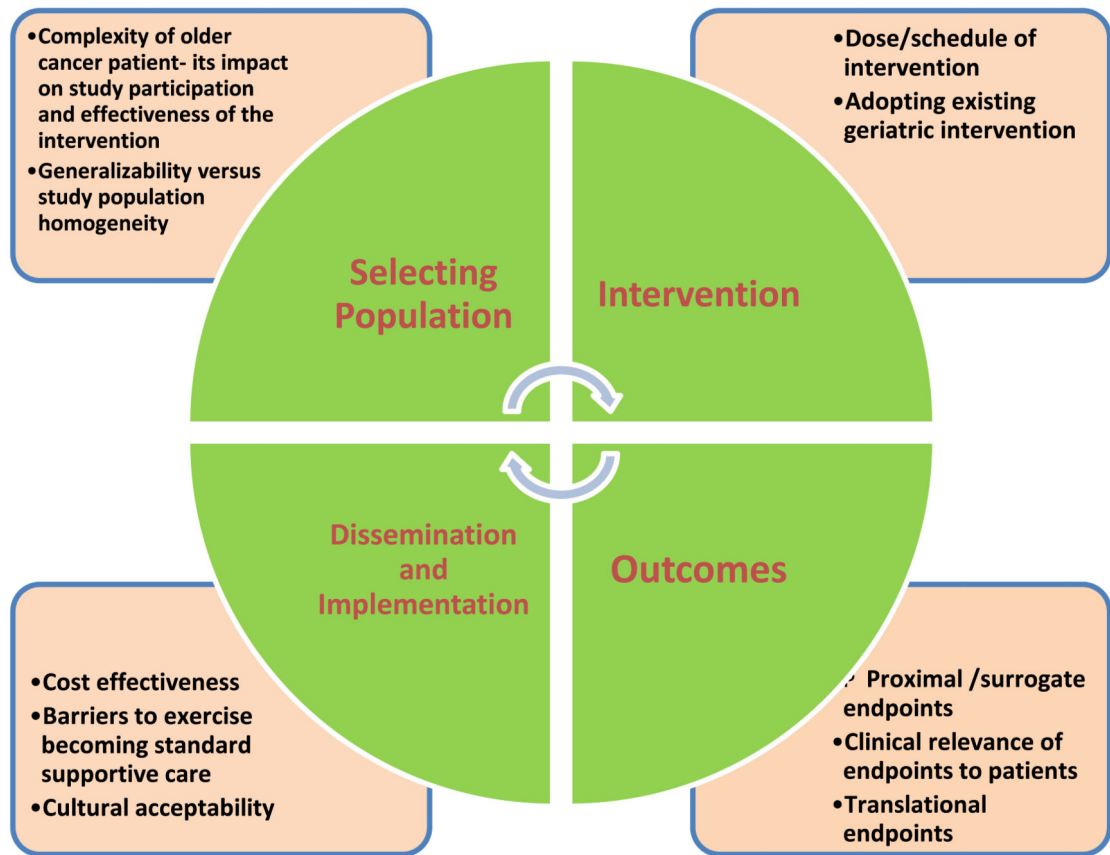 •Complexity of older
cancer patient- its impact
on study participation
and effectiveness of the
intervention
•Generalizability versus
study population
homogeneity
•Dose/schedule of
intervention
•Adopting existing
geriatric intervention
Selecting
Population
Intervention
Dissemination
and
Implementation
Outcomes
•Cost effectiveness
•Barriers to exercise
becoming standard
supportive care
•Cultural acceptability
Proximal /surrogate
endpoints
•Clinical relevance of
endpoints to patients
•Translational
endpoints